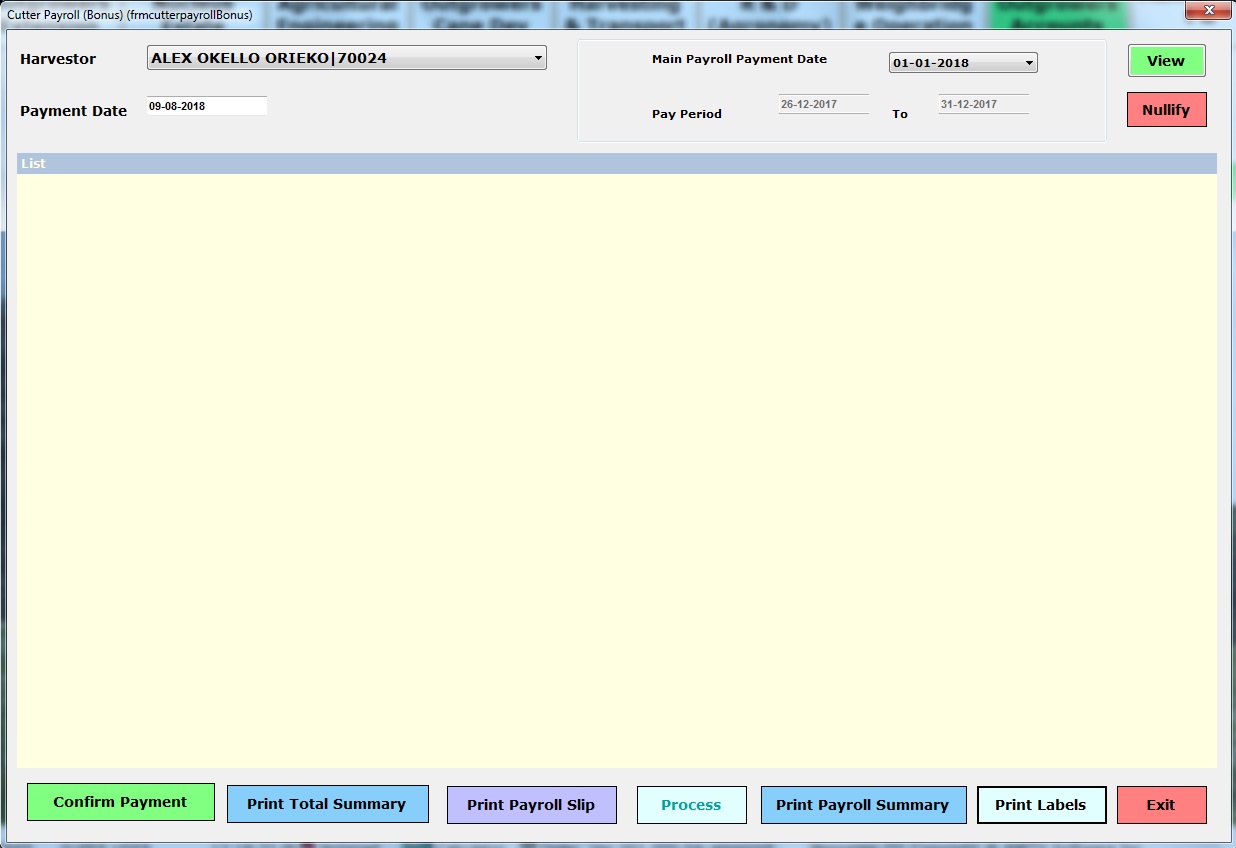 Cutter Payroll (Bonus) (frmcutterpayrollBonus)
Harvestor
ALEX OKELLO ORIEKO|70024
Payment Date
09-08-2018
Main Payroll Payment Date
01-01-2018
Pay Period
26-12-2017
To
31-12-2017
View
Nullify
List
Confirm Payment
Print Total Summary
Print Payroll Slip
Process
Print Payroll Summary
Print Labels
Exit